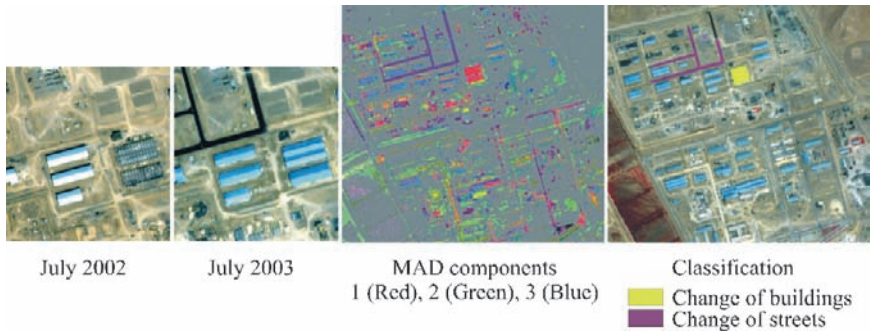 July 2002
July 2003
MAD components
1 (Red), 2 (Green), 3 (Blue)
Classification
Change of buildings
Change of streets